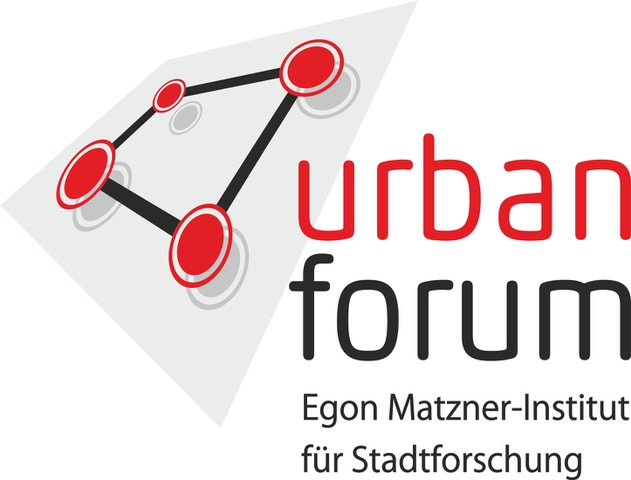 urban
forum
Egon Matzner-Institut
für Stadtforschung